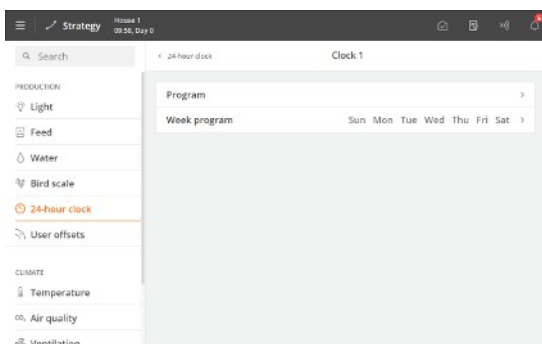 Strategy
House 1
09:58, Day 0
Search
< 24-hour clock
Clock 1
PRODUCTION
Light
Feed
Water
Bird scale
24-hour clock
User offsets
CLIMATE
Temperature
CO₂ Air quality
Ventilation
Program >
Week program Sun Mon Tue Wed Thu Fri Sat >